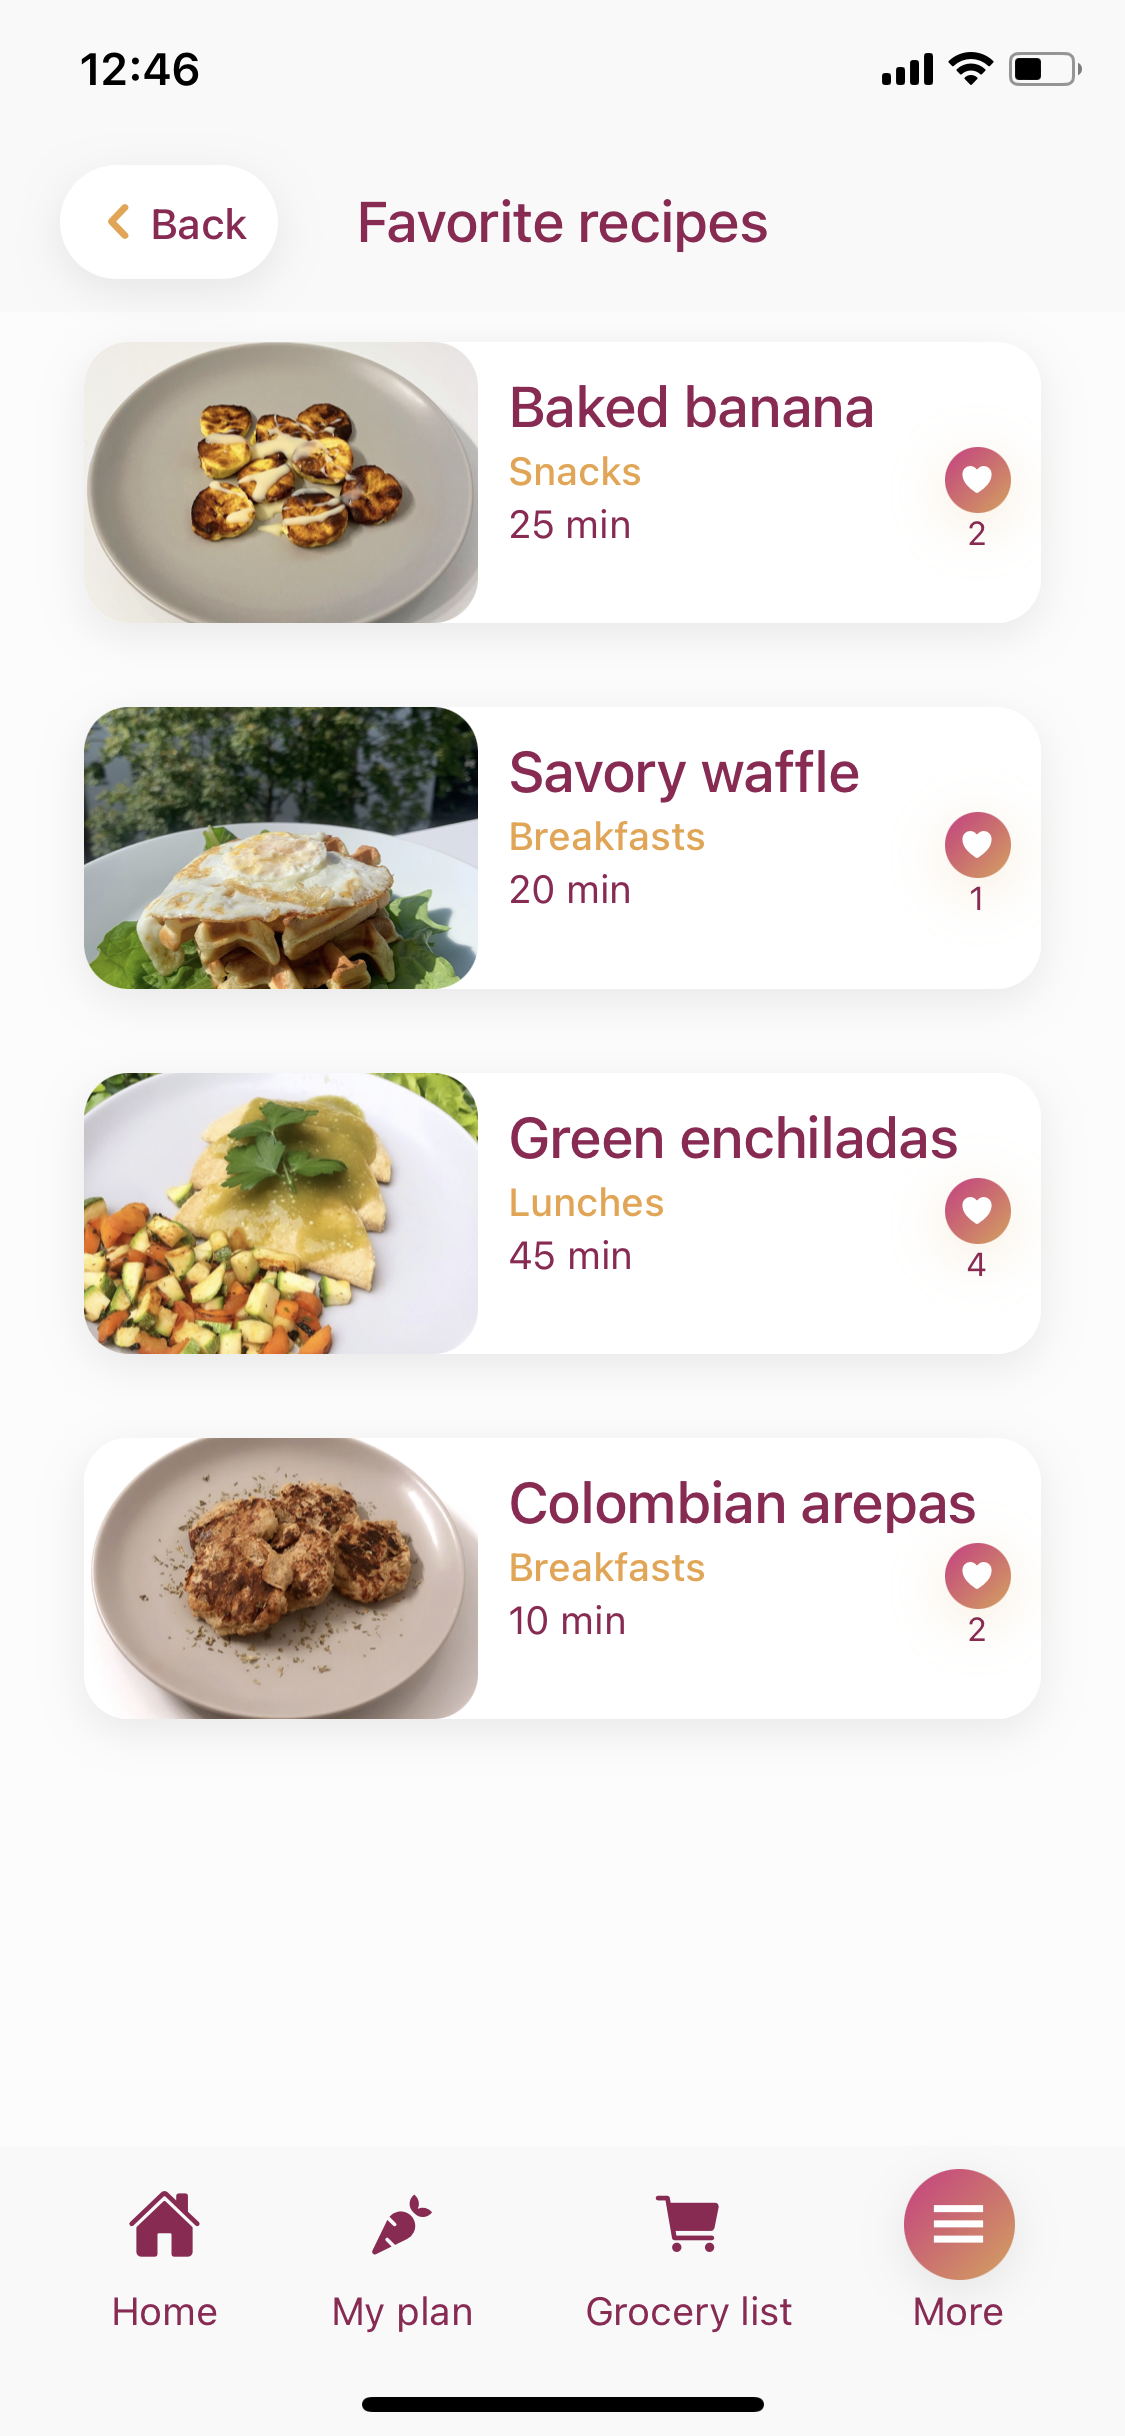 12:46
Back
Favorite recipes
Baked banana
Snacks
25 min
2
Savory waffle
Breakfasts
20 min
1
Green enchiladas
Lunches
45 min
4
Colombian arepas
Breakfasts
10 min
2
Home
My plan
Grocery list
More